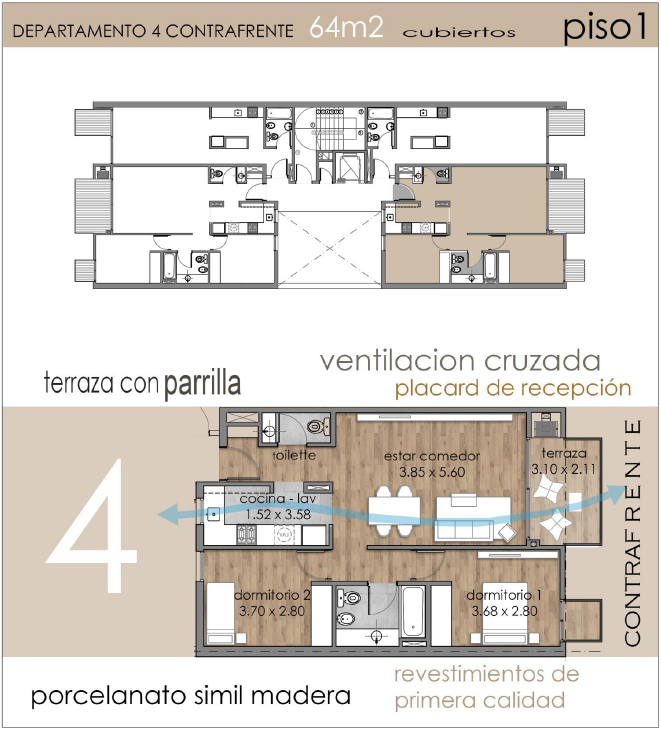 DEPARTAMENTO 4 CONTRAFRENTE 64m2 cubiertos piso1
ventilacion cruzada
terraza con parrilla
placard de recepción
4
toilette
estar comedor
3.85 x 5.60
terraza
3.10 x 2.11
cocina - lav
1.52 x 3.58
dormitorio 2
3.70 x 2.80
dormitorio 1
3.68 x 2.80
CONTRAFRENTE
revestimientos de
primera calidad
porcelanato simil madera